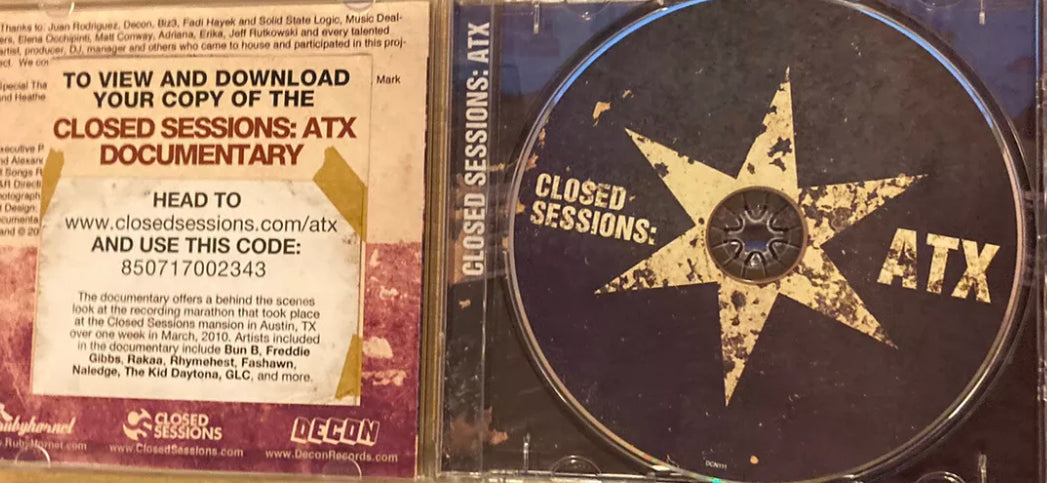 Thanks to: Juan Rodriguez, Decon, Biz3, Fadi Hayek and Solid State Logic, Music Deal-
ers, Elena Occhipinti, Matt Conway, Adriana, Erika, Jeff Rutkowski and every talented
artist, producer, DJ, manager and others who came to house and participated in this proj-
ect. We
Mark
TO VIEW AND DOWNLOAD
YOUR COPY OF THE
CLOSED SESSIONS: ATX
DOCUMENTARY
HEAD TO
www.closedsessions.com/atx
AND USE THIS CODE:
850717002343
The documentary offers a behind the scenes
look at the recording marathon that took place
at the Closed Sessions mansion in Austin, TX
over one week in March, 2010. Artists included
in the documentary include Bun B, Freddie
Gibbs, Rakaa, Rhymehest, Fashawn,
Naledge, The Kid Daytona, GLC, and more.
rubyhornet
RubyHornet.com
CLOSED
SESSIONS
www.ClosedSessions.com
DECON
www.DeconRecords.com
CLOSED SESSIONS: ATX
CLOSED
SESSIONS:
ATX